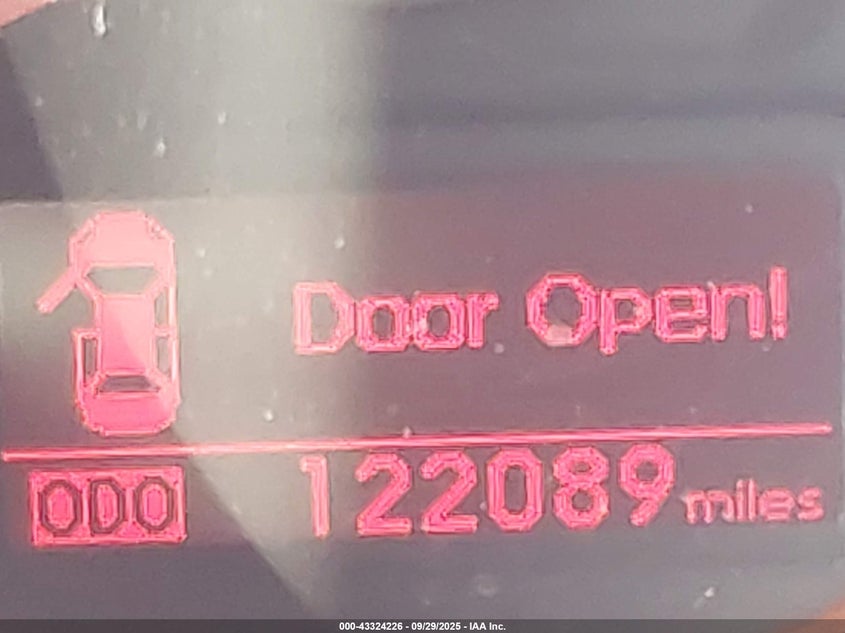 Door Open!
ODO 122089 miles
000-43324226 - 09/29/2025 - IAA Inc.